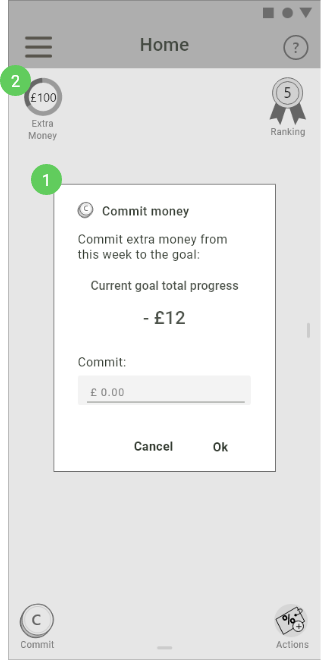 Home
?
2
£100
Extra
Money
5
Ranking
1
C
Commit money
Commit extra money from
this week to the goal:
Current goal total progress
- £12
Commit:
£ 0.00
Cancel
Ok
C
Commit
%
Actions